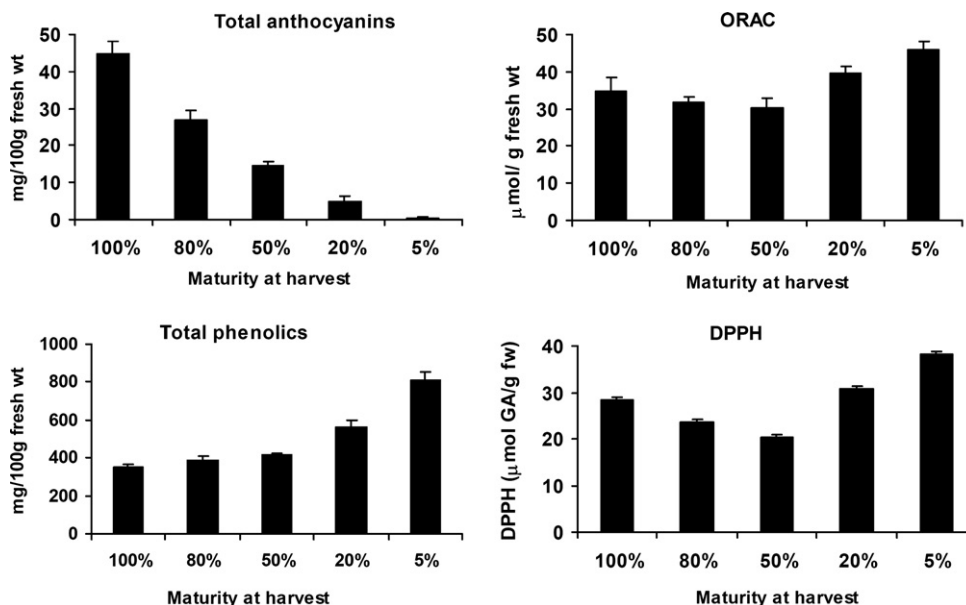 Total anthocyanins
mg/100g fresh wt
50
40
30
20
10
0
100% 80% 50% 20% 5%
Maturity at harvest
ORAC
μmol/ g fresh wt
50
40
30
20
10
0
100% 80% 50% 20% 5%
Maturity at harvest
Total phenolics
mg/100g fresh wt
1000
800
600
400
200
0
100% 80% 50% 20% 5%
Maturity at harvest
DPPH
DPPH (μmol GA/g fw)
40
30
20
10
0
100% 80% 50% 20% 5%
Maturity at harvest